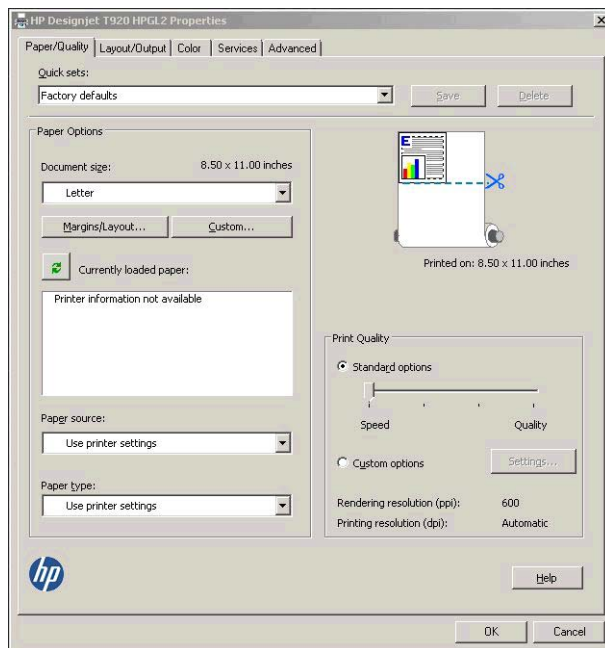 HP Designjet T920 HPGL2 Properties
Paper/Quality Layout/Output Color Services Advanced
Quick sets:
Factory defaults
Save
Delete
Paper Options
Document size: 8.50 x 11.00 inches
Letter
Margins/Layout...
Custom...
Currently loaded paper:
Printer information not available
Paper source:
Use printer settings
Paper type:
Use printer settings
E
Printed on: 8.50 x 11.00 inches
Print Quality
Standard options
Speed Quality
Custom options
Settings...
Rendering resolution (ppi): 600
Printing resolution (dpi): Automatic
hp
Help
OK
Cancel